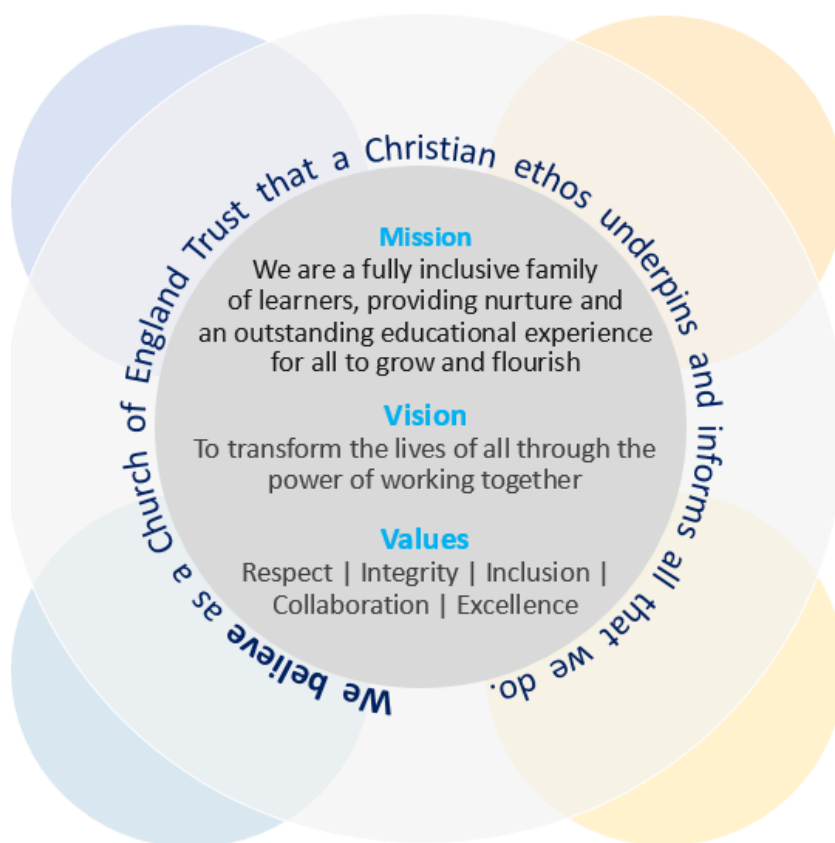 We believe as a Church of England Trust that a Christian ethos underpins and informs all that we do.
Mission
We are a fully inclusive family
of learners, providing nurture and
an outstanding educational experience
for all to grow and flourish
Vision
To transform the lives of all through the
power of working together
Values
Respect | Integrity | Inclusion |
Collaboration | Excellence